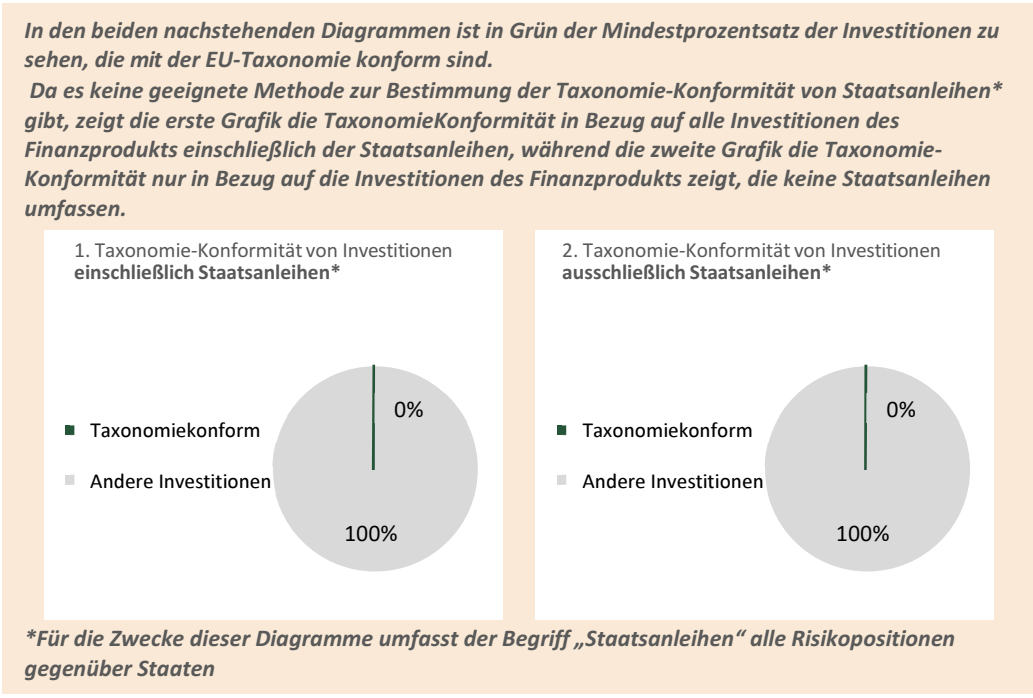 In den beiden nachstehenden Diagrammen ist in Grün der Mindestprozentsatz der Investitionen zu
sehen, die mit der EU-Taxonomie konform sind.
Da es keine geeignete Methode zur Bestimmung der Taxonomie-Konformität von Staatsanleihen*
gibt, zeigt die erste Grafik die TaxonomieKonformität in Bezug auf alle Investitionen des
Finanzprodukts einschließlich der Staatsanleihen, während die zweite Grafik die Taxonomie-
Konformität nur in Bezug auf die Investitionen des Finanzprodukts zeigt, die keine Staatsanleihen
umfassen.
1. Taxonomie-Konformität von Investitionen
einschließlich Staatsanleihen*
0%
Taxonomiekonform
Andere Investitionen
100%
2. Taxonomie-Konformität von Investitionen
ausschließlich Staatsanleihen*
0%
Taxonomiekonform
Andere Investitionen
100%
*Für die Zwecke dieser Diagramme umfasst der Begriff „Staatsanleihen“ alle Risikopositionen
gegenüber Staaten